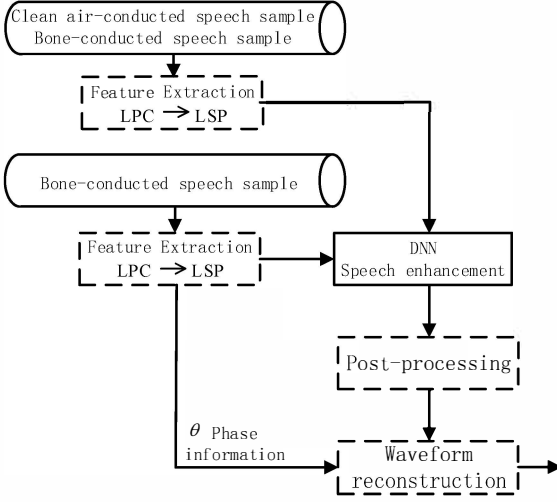 Clean air-conducted speech sample
Bone-conducted speech sample
Feature Extraction
LPC → LSP
Bone-conducted speech sample
Feature Extraction
LPC → LSP
DNN
Speech enhancement
Post-processing
θ Phase
information
Waveform
reconstruction